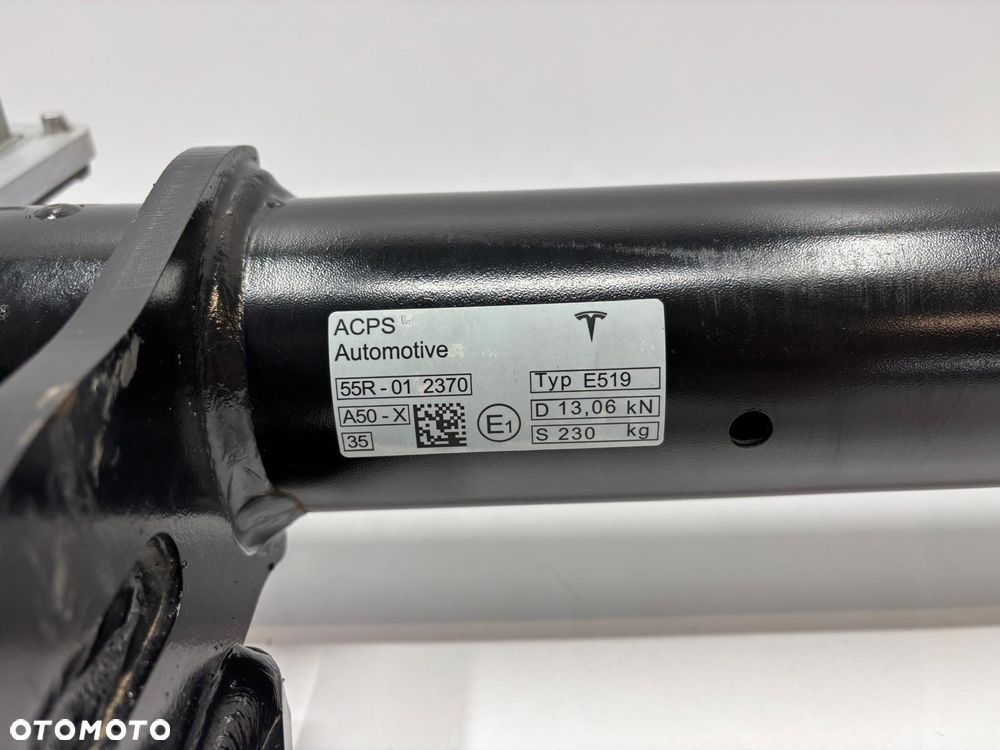 ACPS
Automotive
55R-01 2370
Typ E519
A50-X
D 13,06 kN
35
E1
S 230 kg
OTOMOTO